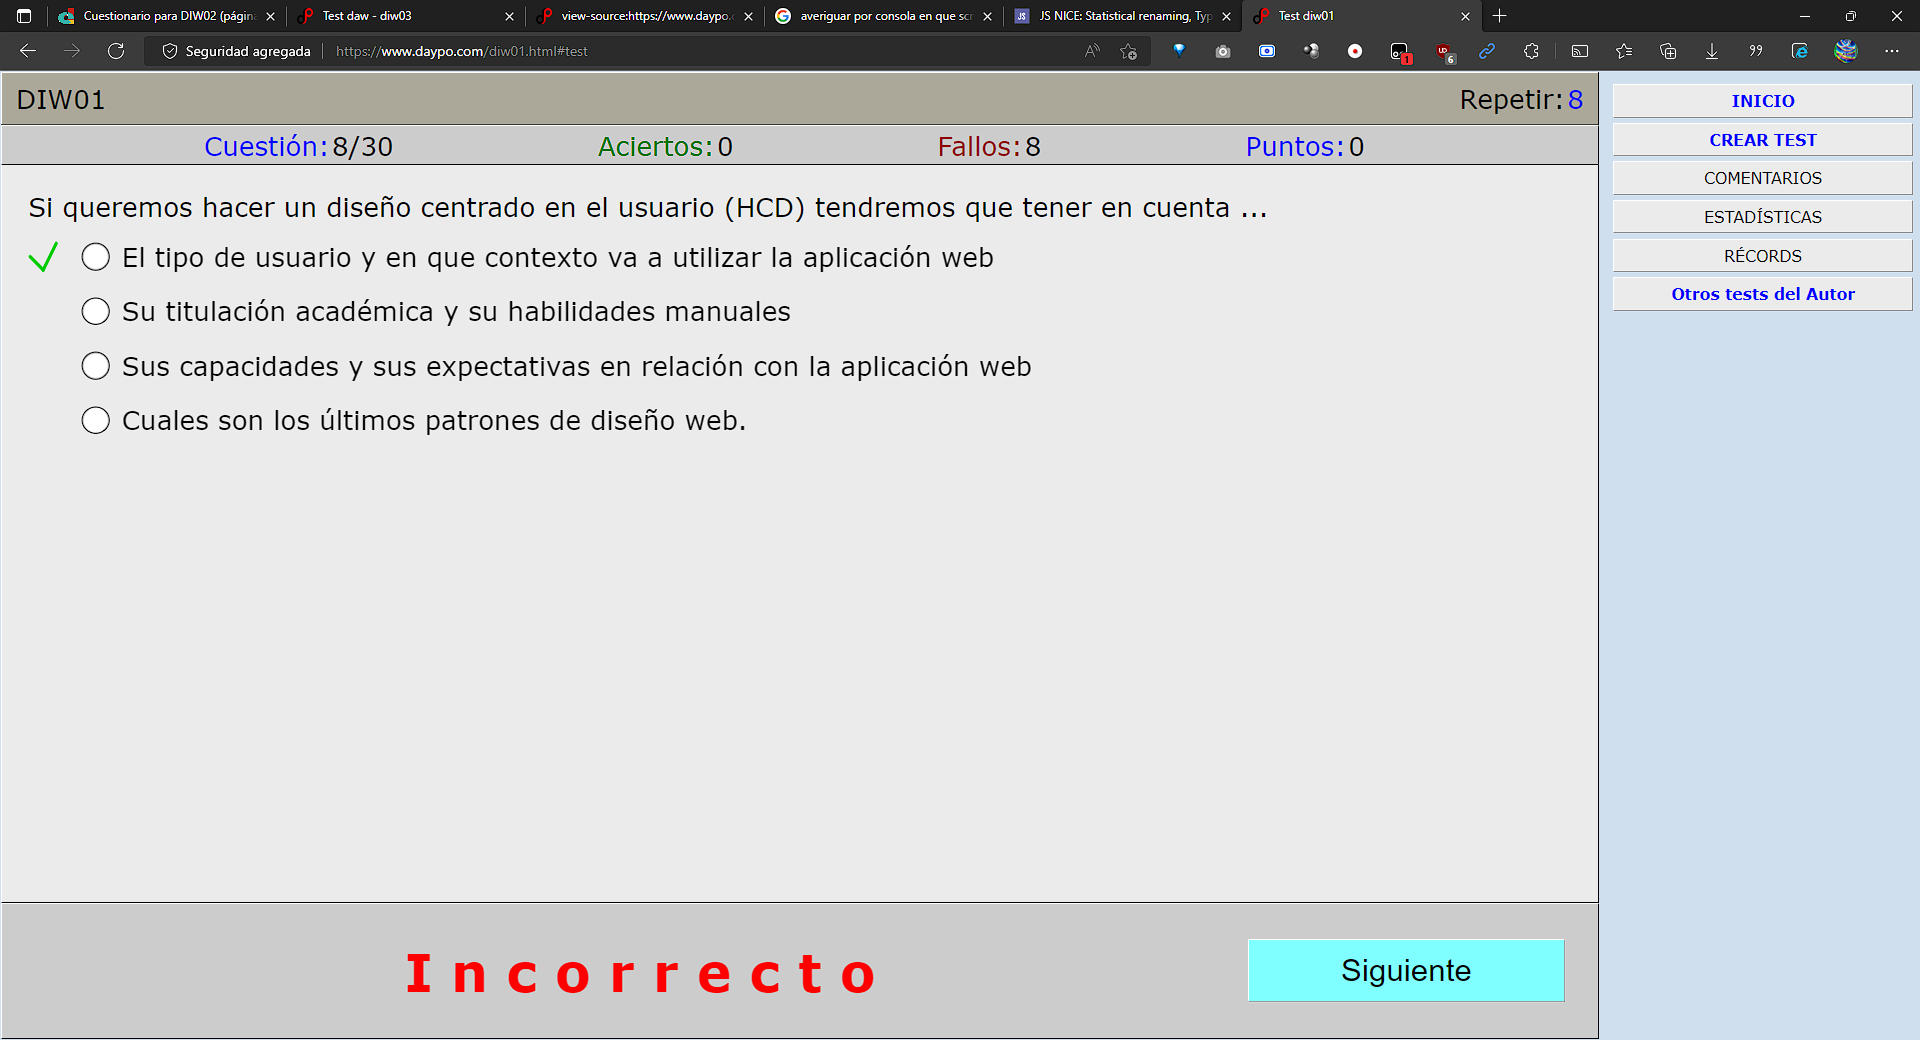 Cuestionario para DIW02 (página
Test daw - diw03
view-source:https://www.daypo.c
averiguar por consola en que scr
JS NICE: Statistical renaming, Typ
Test diw01
Seguridad agregada
https://www.daypo.com/diw01.html#test
DIW01
Repetir: 8
Cuestión: 8/30
Aciertos: 0
Fallos: 8
Puntos: 0
Si queremos hacer un diseño centrado en el usuario (HCD) tendremos que tener en cuenta ...
El tipo de usuario y en que contexto va a utilizar la aplicación web
Su titulación académica y su habilidades manuales
Sus capacidades y sus expectativas en relación con la aplicación web
Cuales son los últimos patrones de diseño web.
Incorrecto
Siguiente
INICIO
CREAR TEST
COMENTARIOS
ESTADÍSTICAS
RÉCORDS
Otros tests del Autor